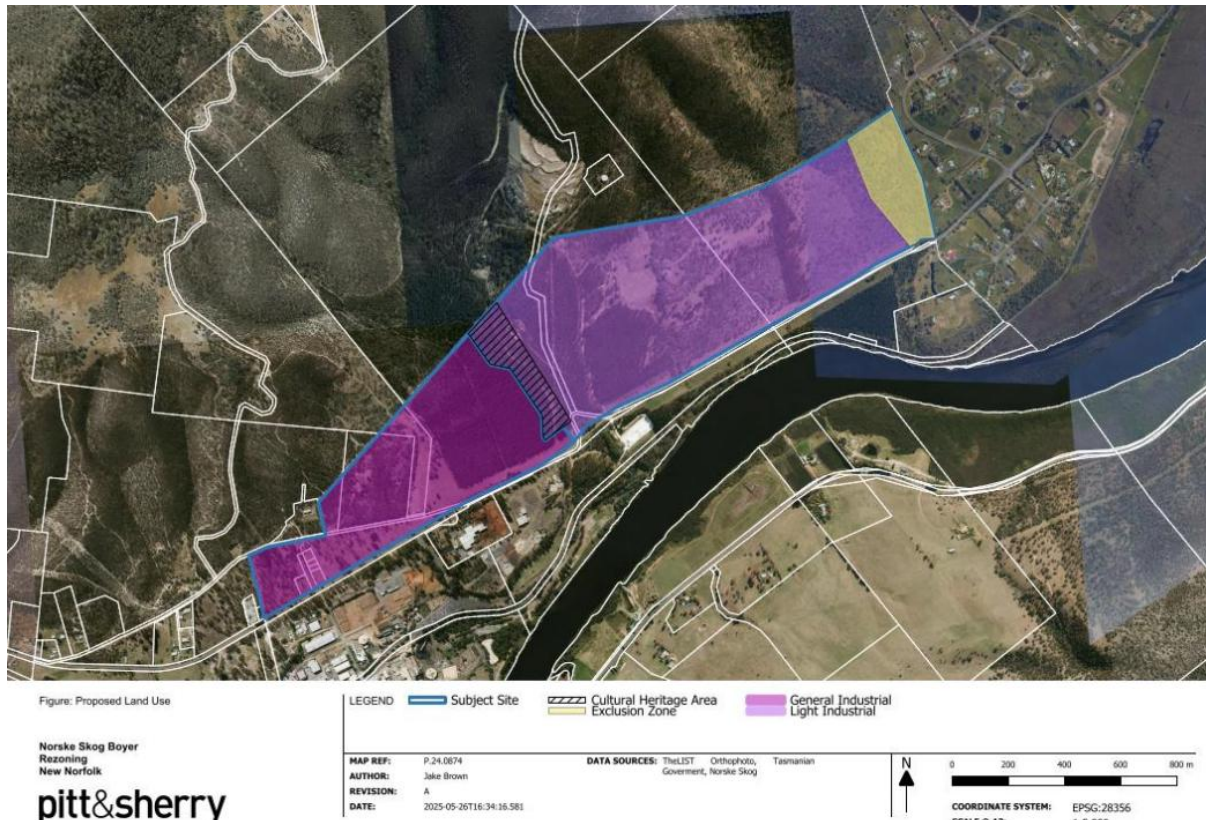 Figure: Proposed Land Use
Norske Skog Boyer
Rezoning
New Norfolk
pitt&sherry
LEGEND
Subject Site
Cultural Heritage Area
Exclusion Zone
General Industrial
Light Industrial
MAP REF: P.24.0874
AUTHOR: Jake Brown
REVISION: A
DATE: 2025-05-26T16:34:16.581
DATA SOURCES: TheLIST Orthophoto, Tasmanian
Goverment, Norske Skog
N
0 200 400 600 800 m
COORDINATE SYSTEM: EPSG:28356